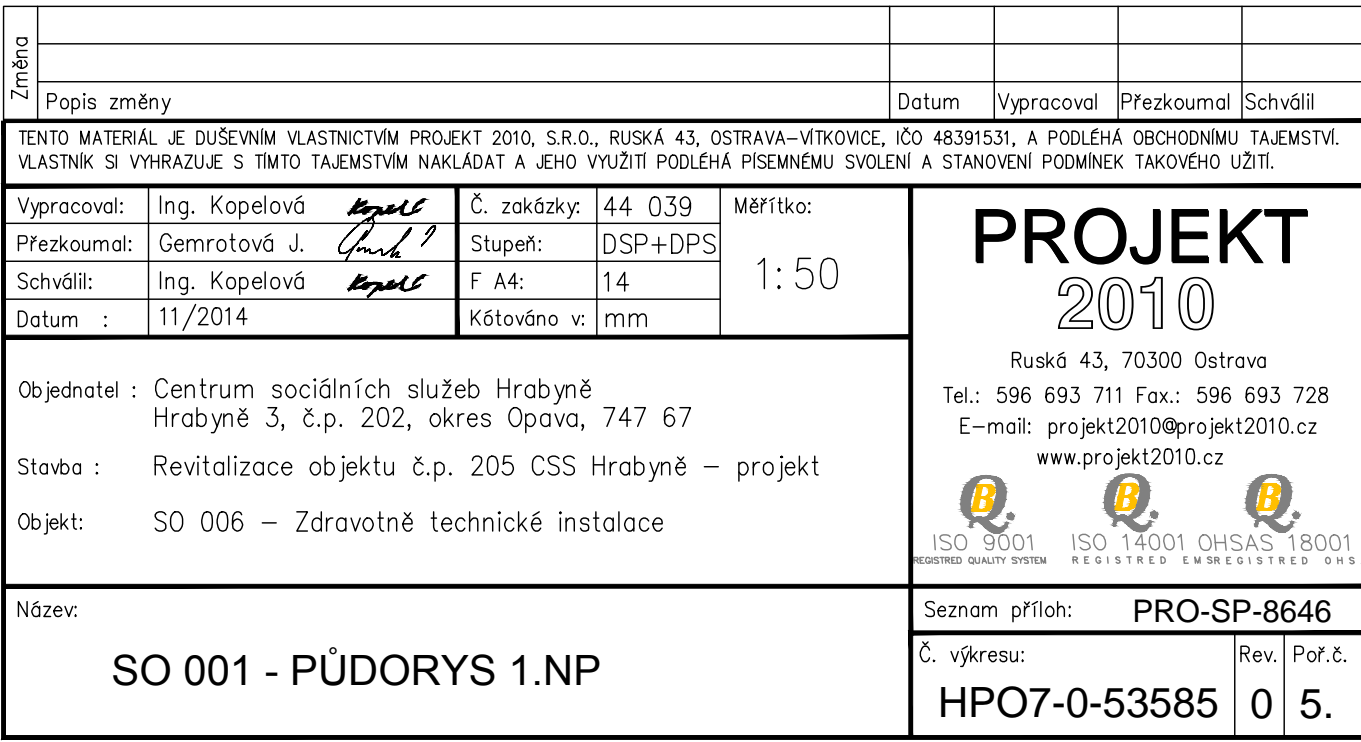 Změna
Popis změny Datum Vypracoval Přezkoumal Schválil
TENTO MATERIÁL JE DUŠEVNÍM VLASTNICTVÍM PROJEKT 2010, S.R.O., RUSKÁ 43, OSTRAVA–VÍTKOVICE, IČO 48391531, A PODLÉHÁ OBCHODNÍMU TAJEMSTVÍ.
VLASTNÍK SI VYHRAZUJE S TÍMTO TAJEMSTVÍM NAKLÁDAT A JEHO VYUŽITÍ PODLÉHÁ PÍSEMNÉMU SVOLENÍ A STANOVENÍ PODMÍNEK TAKOVÉHO UŽITÍ.
Vypracoval: Ing. Kopelová Č. zakázky: 44 039
Přezkoumal: Gemrotová J. Stupeň: DSP+DPS
Schválil: Ing. Kopelová F A4: 14
Datum : 11/2014 Kótováno v: mm
Měřítko:
1:50
PROJEKT
2010
Ruská 43, 70300 Ostrava
Tel.: 596 693 711 Fax.: 596 693 728
E–mail: projekt2010@projekt2010.cz
www.projekt2010.cz
BQ. BQ. BQ.
ISO 9001 ISO 14001 OHSAS 18001
REGISTRED QUALITY SYSTEM REGISTRED EMS REGISTRED OHS
Objednatel : Centrum sociálních služeb Hrabyně
Hrabyně 3, č.p. 202, okres Opava, 747 67
Stavba : Revitalizace objektu č.p. 205 CSS Hrabyně – projekt
Objekt: SO 006 – Zdravotně technické instalace
Název:
SO 001 - PŮDORYS 1.NP
Seznam příloh: PRO-SP-8646
Č. výkresu: Rev. Poř.č.
HPO7-0-53585 0 5.